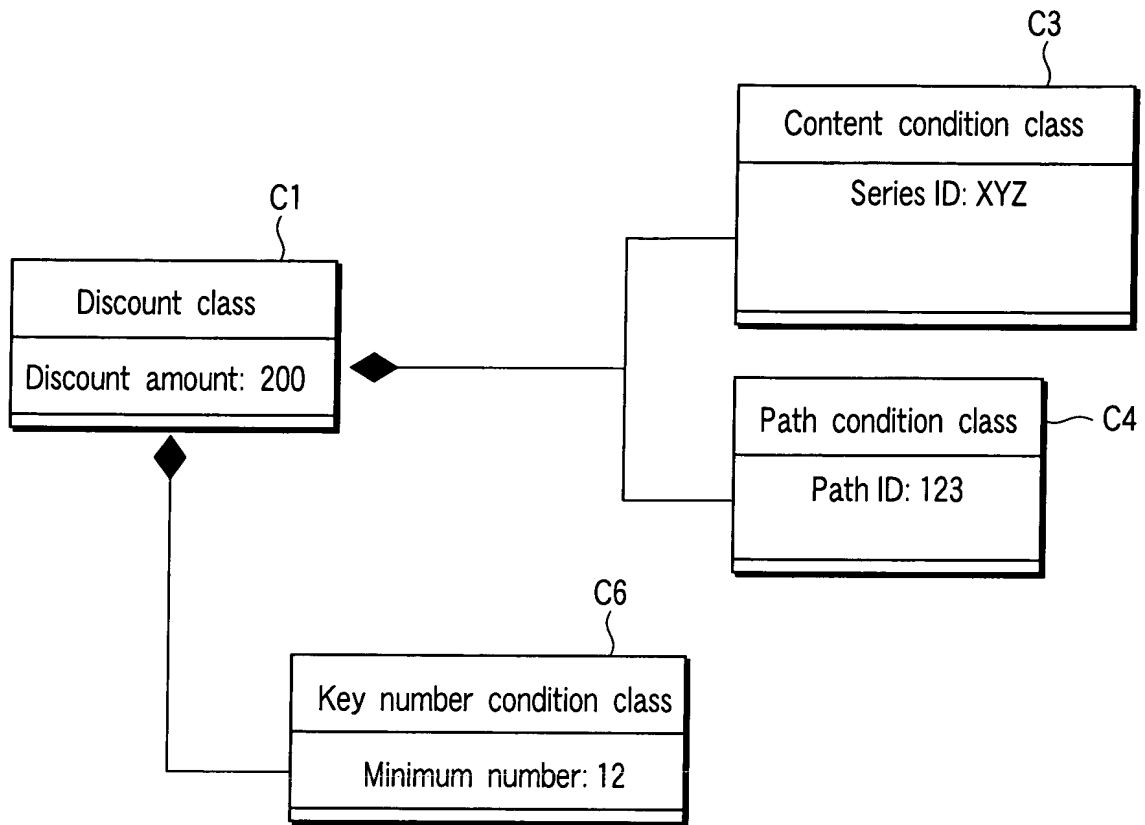 C3
Content condition class
Series ID: XYZ
C1
Discount class
Discount amount: 200
Path condition class
C4
Path ID: 123
C6
Key number condition class
Minimum number: 12